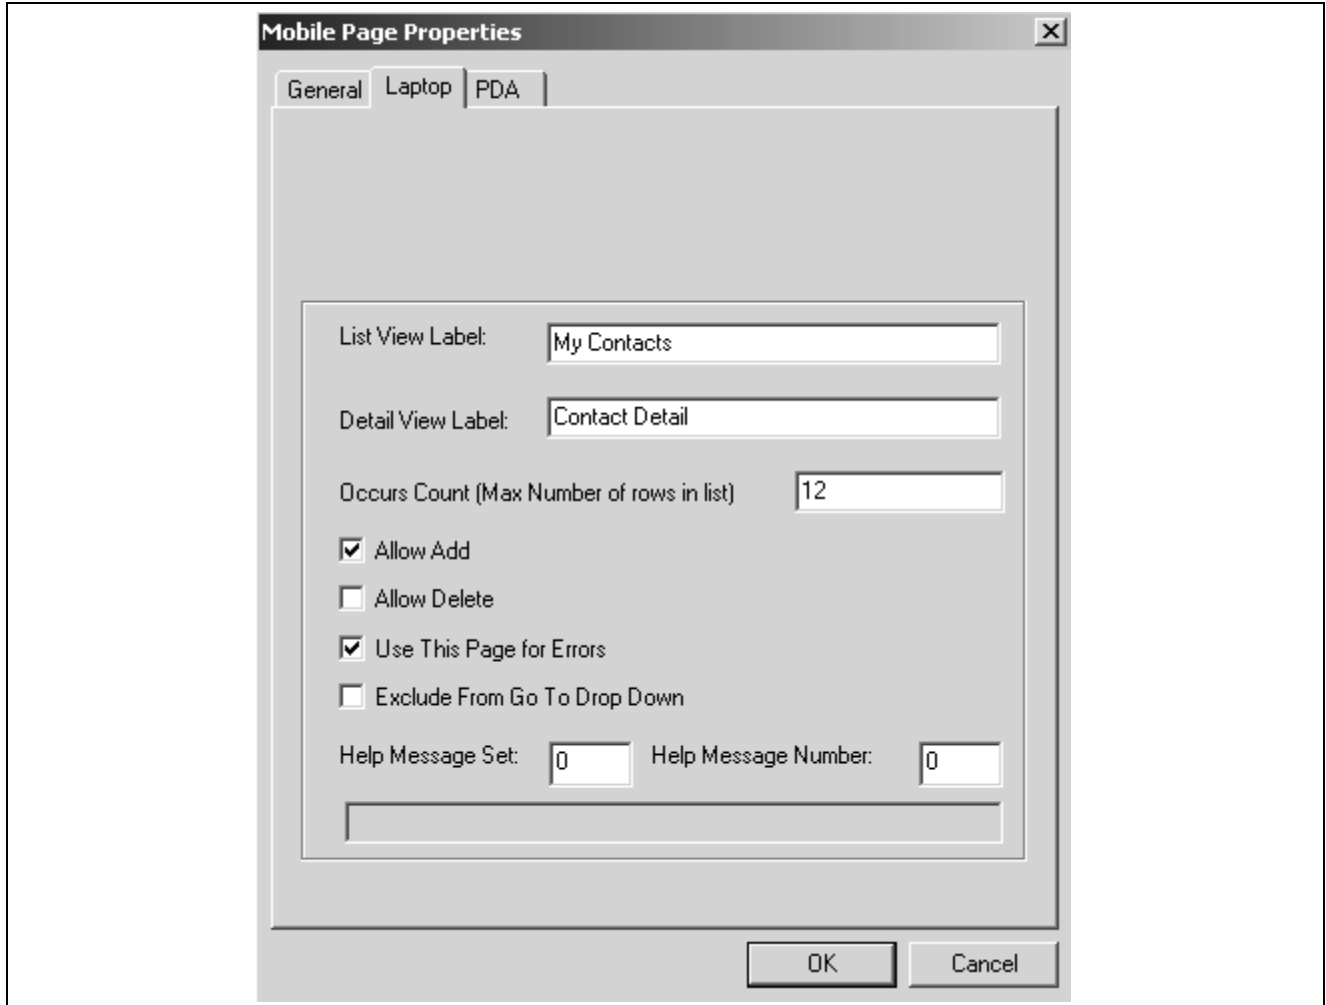 Mobile Page Properties
General Laptop PDA
List View Label: My Contacts
Detail View Label: Contact Detail
Occurs Count (Max Number of rows in list) 12
Allow Add
Allow Delete
Use This Page for Errors
Exclude From Go To Drop Down
Help Message Set: 0 Help Message Number: 0
OK Cancel